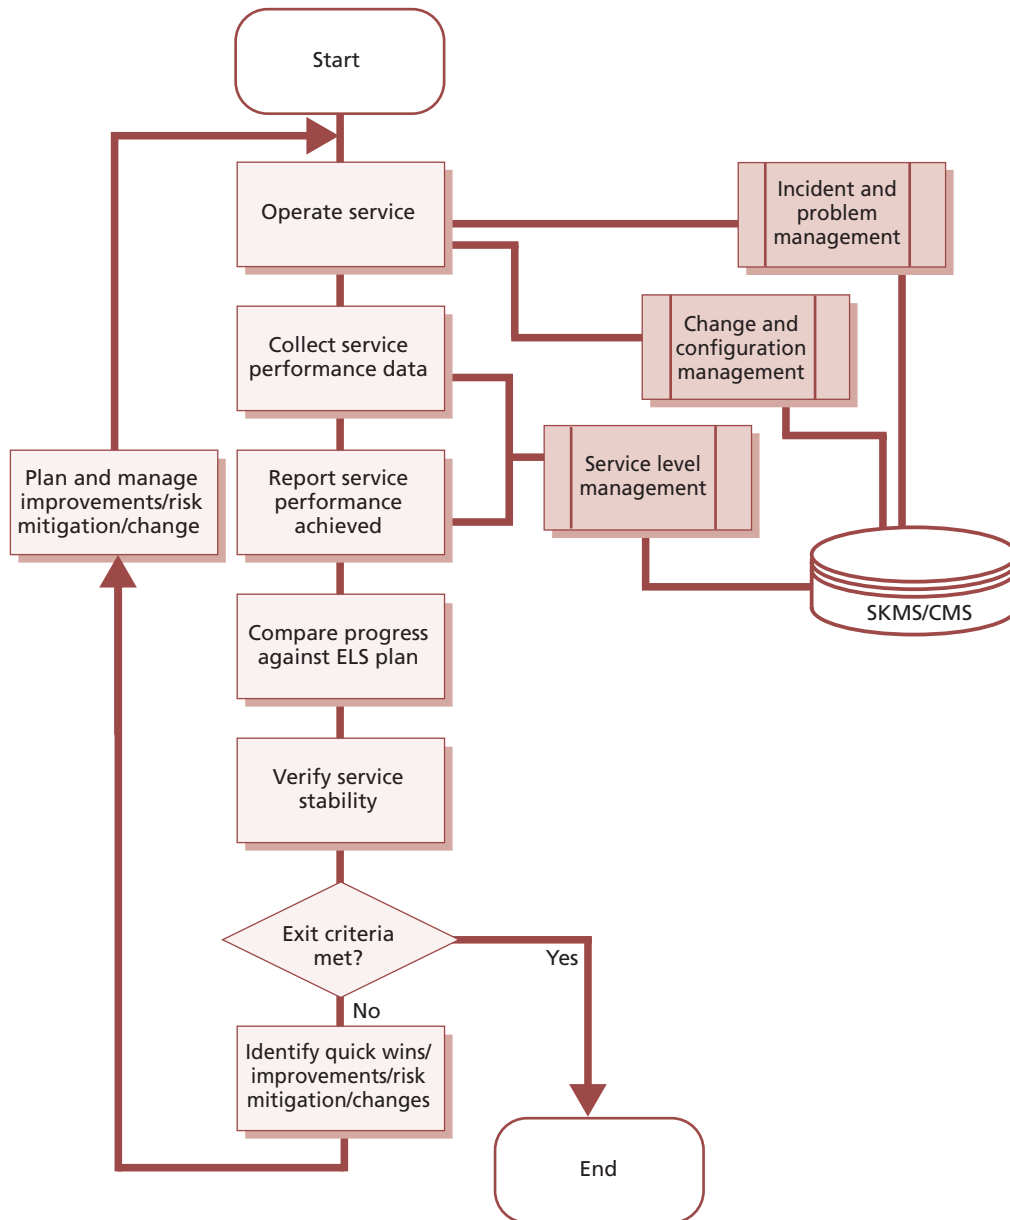 Start
Operate service
Incident and
problem
management
Collect service
performance data
Change and
configuration
management
Plan and manage
improvements/risk
mitigation/change
Report service
performance
achieved
Service level
management
SKMS/CMS
Compare progress
against ELS plan
Verify service
stability
Exit criteria
met?
Yes
No
Identify quick wins/
improvements/risk
mitigation/changes
End